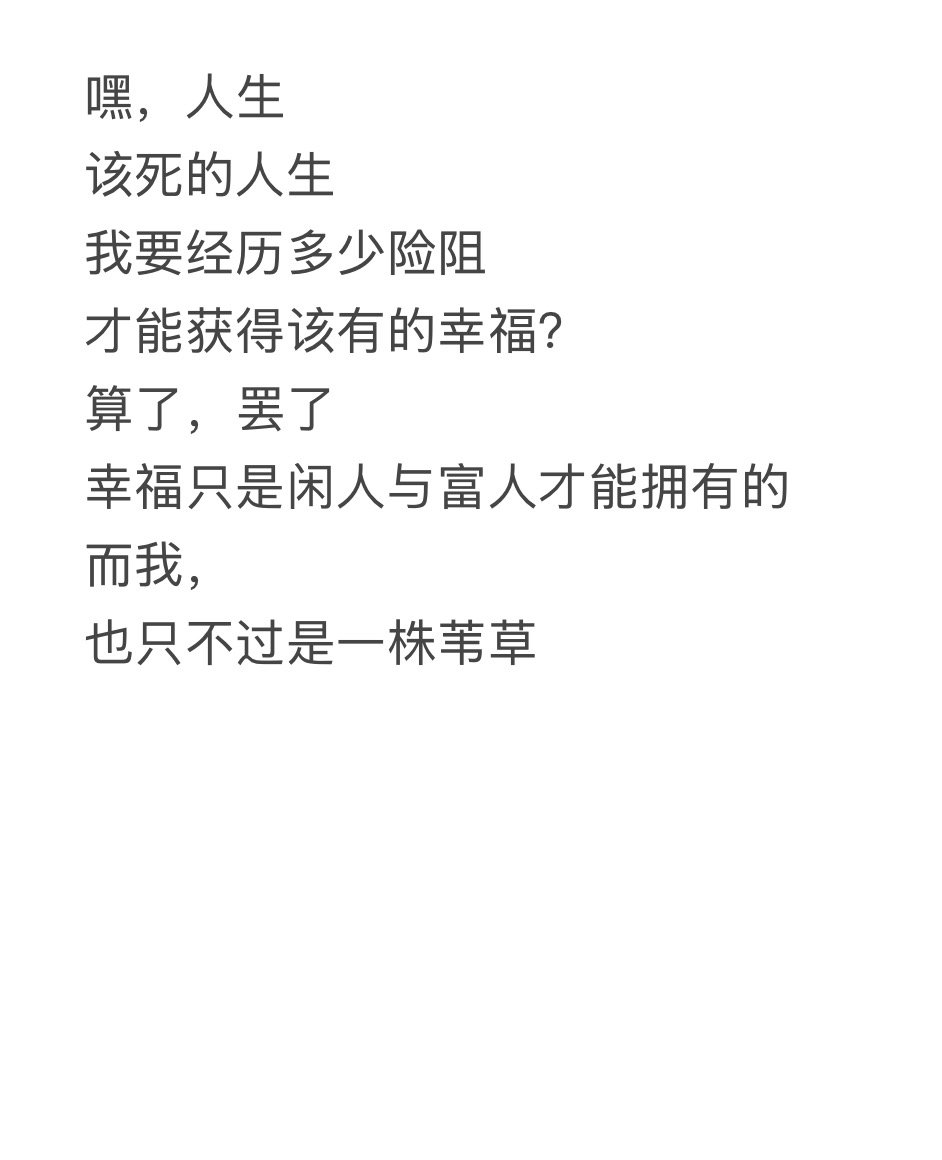 嘿，人生
该死的人生
我要经历多少险阻
才能获得该有的幸福？
算了，罢了
幸福只是闲人与富人才能拥有的
而我，
也只不过是一株苇草